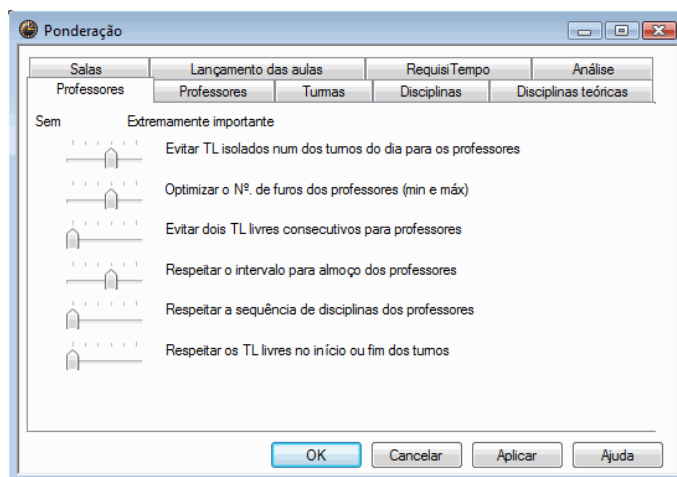 Ponderação
Salas Lançamento das aulas RequisiTempo Análise
Professores Professores Turmas Disciplinas Disciplinas teóricas
Sem Extremamente importante
Evitar TL isolados num dos turnos do dia para os professores
Optimizar o Nº. de furos dos professores (min e máx)
Evitar dois TL livres consecutivos para professores
Respeitar o intervalo para almoço dos professores
Respeitar a sequência de disciplinas dos professores
Respeitar os TL livres no início ou fim dos turnos
OK Cancelar Aplicar Ajuda